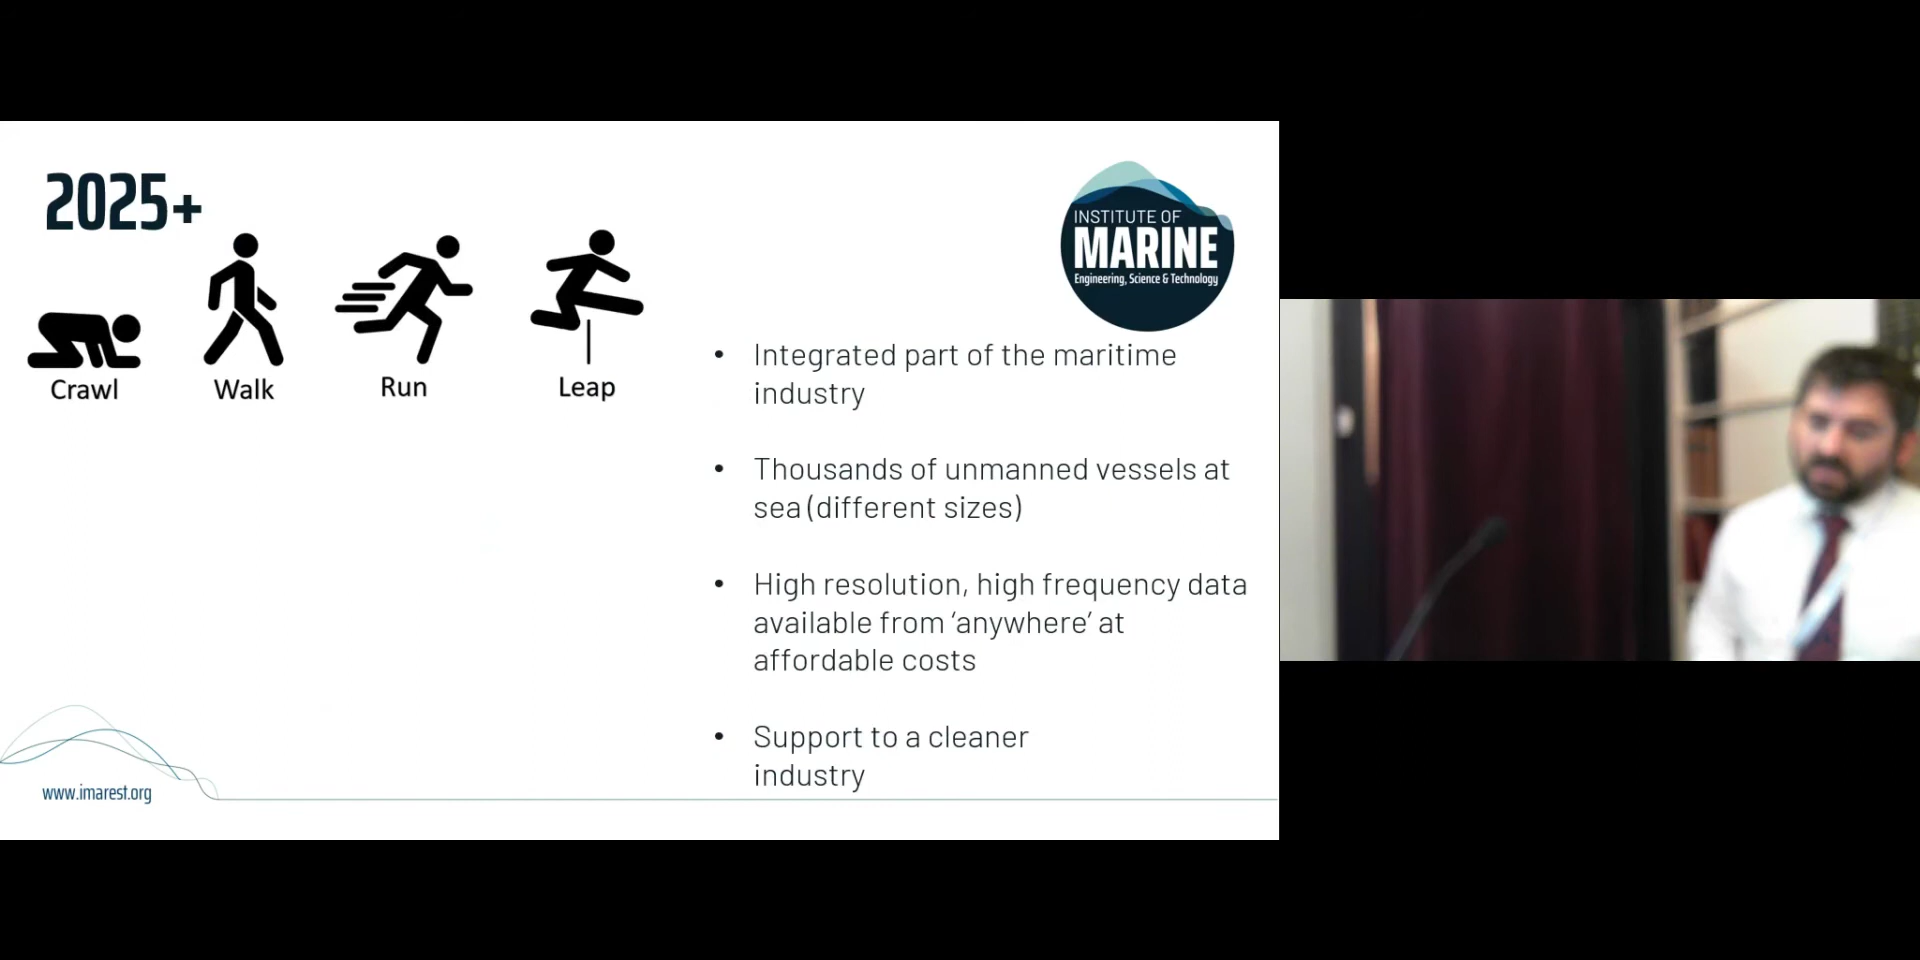 2025+
INSTITUTE OF
MARINE
Engineering, Science & Technology
Crawl
Walk
Run
Leap
• Integrated part of the maritime
industry
• Thousands of unmanned vessels at
sea (different sizes)
• High resolution, high frequency data
available from ‘anywhere’ at
affordable costs
• Support to a cleaner
industry
www.imarest.org